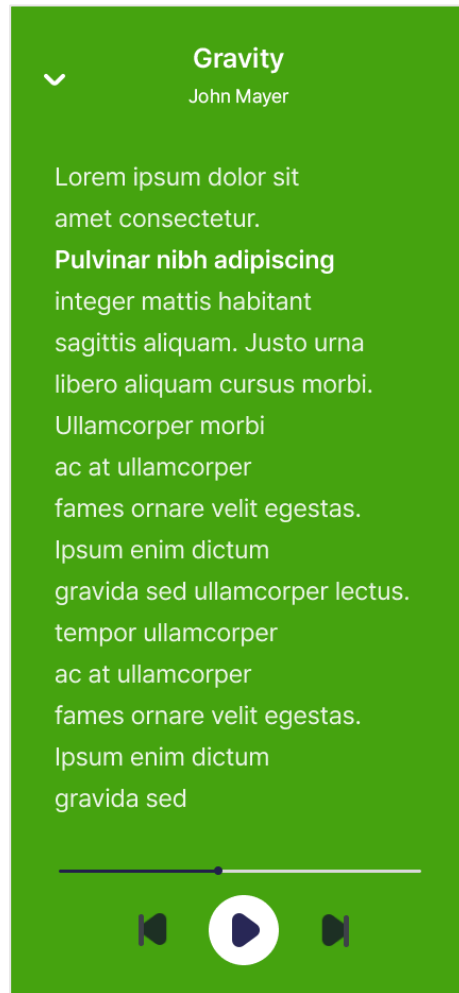 Gravity
John Mayer
Lorem ipsum dolor sit
amet consectetur.
Pulvinar nibh adipiscing
integer mattis habitant
sagittis aliquam. Justo urna
libero aliquam cursus morbi.
Ullamcorper morbi
ac at ullamcorper
fames ornare velit egestas.
Ipsum enim dictum
gravida sed ullamcorper lectus.
tempor ullamcorper
ac at ullamcorper
fames ornare velit egestas.
Ipsum enim dictum
gravida sed